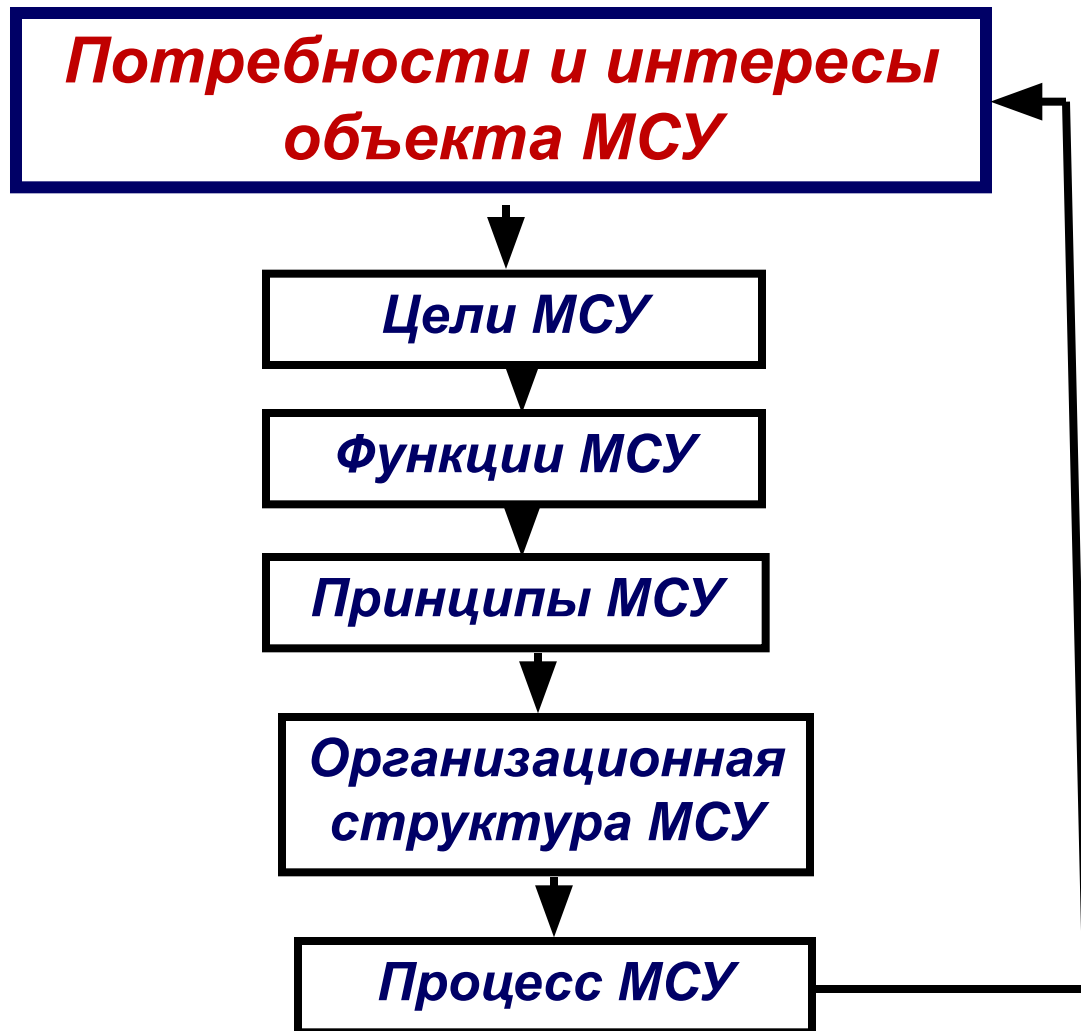 Потребности и интересы
объекта МСУ
Цели МСУ
Функции МСУ
Принципы МСУ
Организационная
структура МСУ
Процесс МСУ